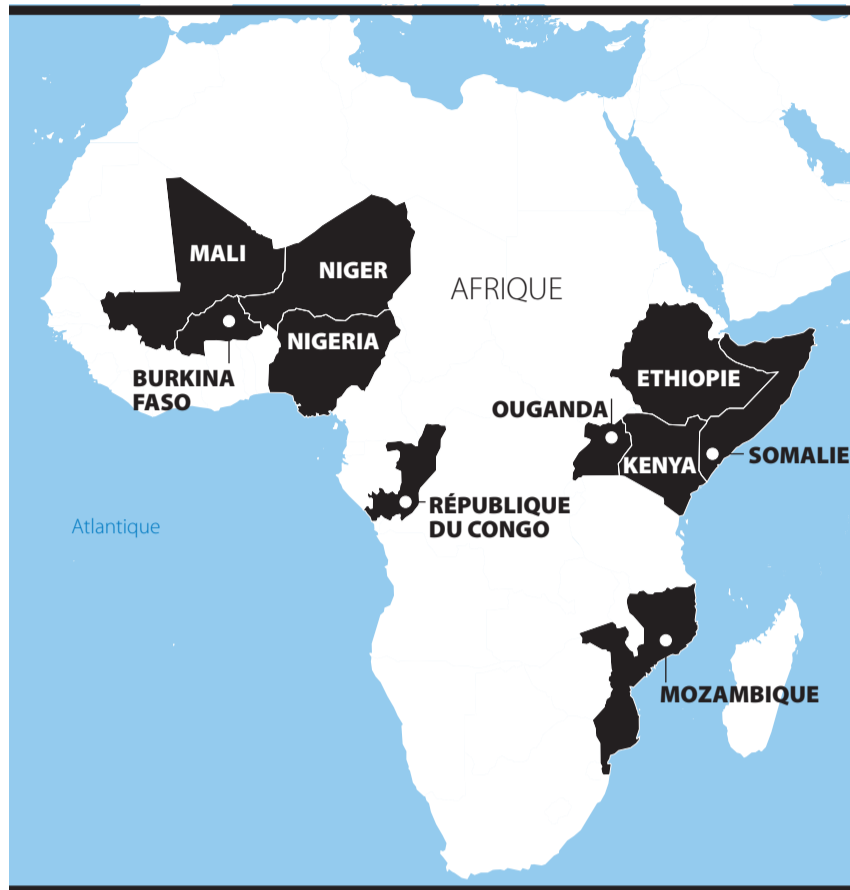 MALI
NIGER
AFRIQUE
NIGERIA
BURKINA
FASO
ETHIOPIE
OUGANDA
KENYA
SOMALIE
RÉPUBLIQUE
DU CONGO
Atlantique
MOZAMBIQUE